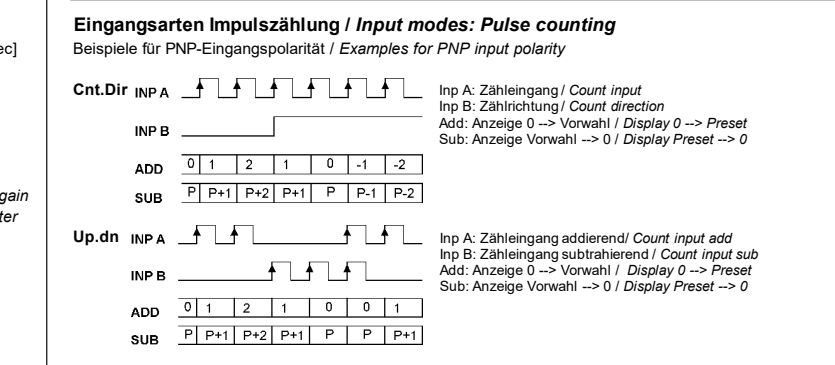 ec]
gain
ter
Eingangsarten Impulszählung / Input modes: Pulse counting
Beispiele für PNP-Eingangspolarität / Examples for PNP input polarity
Cnt.Dir INP A
INP B
ADD 0 1 2 1 0 -1 -2
SUB P P+1 P+2 P+1 P P-1 P-2
Inp A: Zähleingang / Count input
Inp B: Zählrichtung / Count direction
Add: Anzeige 0 --> Vorwahl / Display 0 --> Preset
Sub: Anzeige Vorwahl --> 0 / Display Preset --> 0
Up.dn INP A
INP B
ADD 0 1 2 1 0 0 1
SUB P P+1 P+2 P+1 P P P+1
Inp A: Zähleingang addierend/ Count input add
Inp B: Zähleingang subtrahierend / Count input sub
Add: Anzeige 0 --> Vorwahl / Display 0 --> Preset
Sub: Anzeige Vorwahl --> 0 / Display Preset --> 0